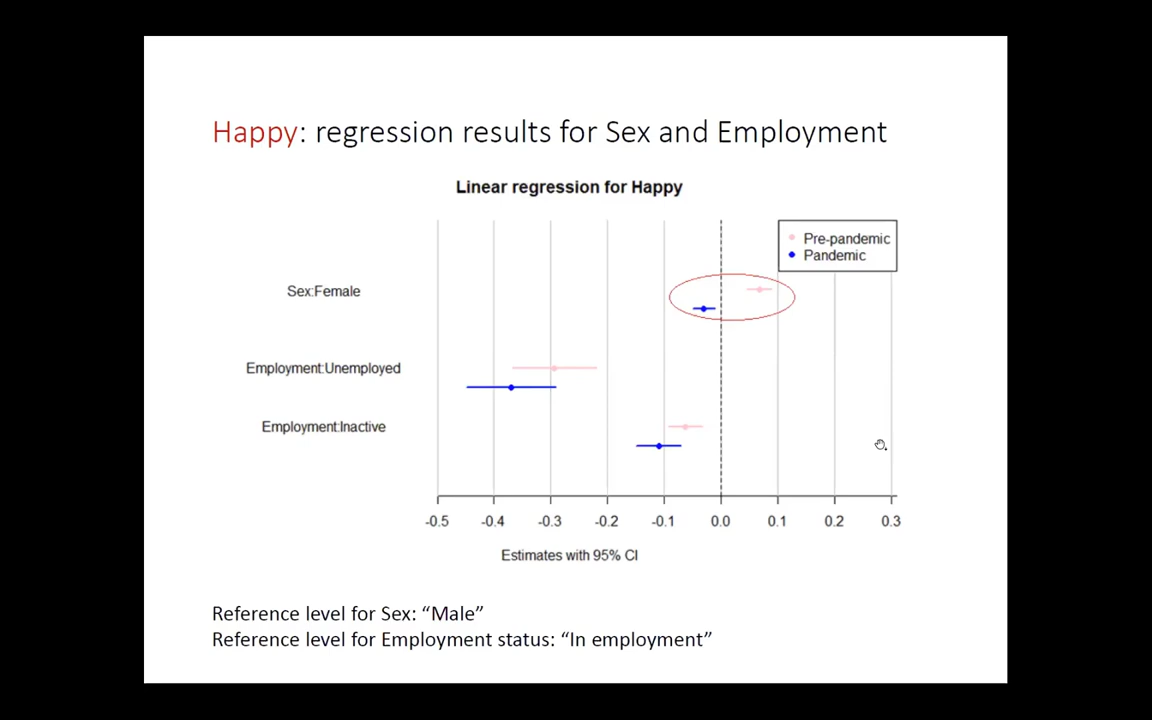 Happy: regression results for Sex and Employment
Linear regression for Happy
Pre-pandemic
Pandemic
Sex:Female
Employment:Unemployed
Employment:Inactive
-0.5 -0.4 -0.3 -0.2 -0.1 0.0 0.1 0.2 0.3
Estimates with 95% CI
Reference level for Sex: “Male”
Reference level for Employment status: “In employment”